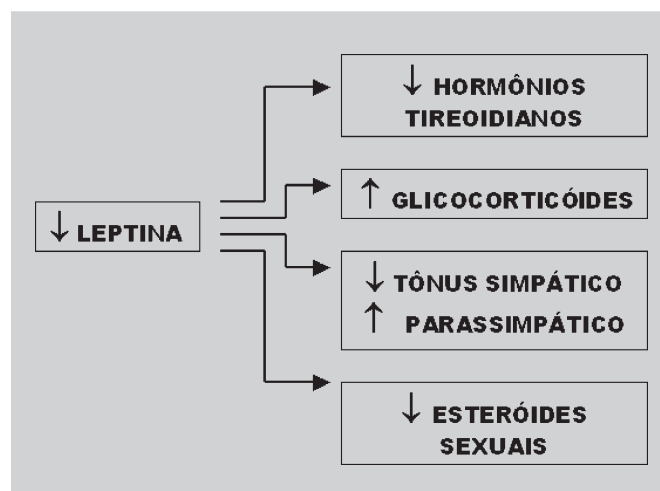 ↓ HORMÔNIOS
TIREOIDIANOS
↑ GLICOCORTICÓIDES
↓ LEPTINA
↓ TÔNUS SIMPÁTICO
↑ PARASSIMPÁTICO
↓ ESTERÓIDES
SEXUAIS